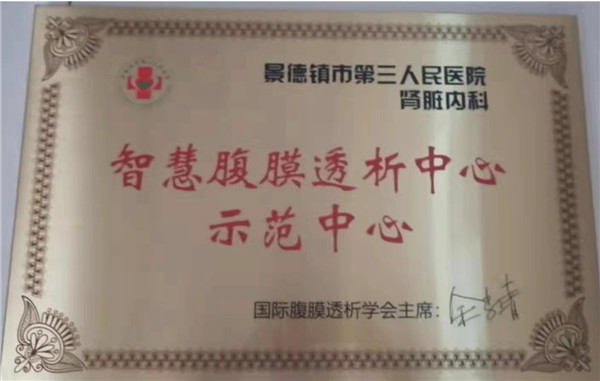 景德镇市第三人民医院
肾脏内科
智慧腹膜透析中心
示范中心
国际腹膜透析学会主席：